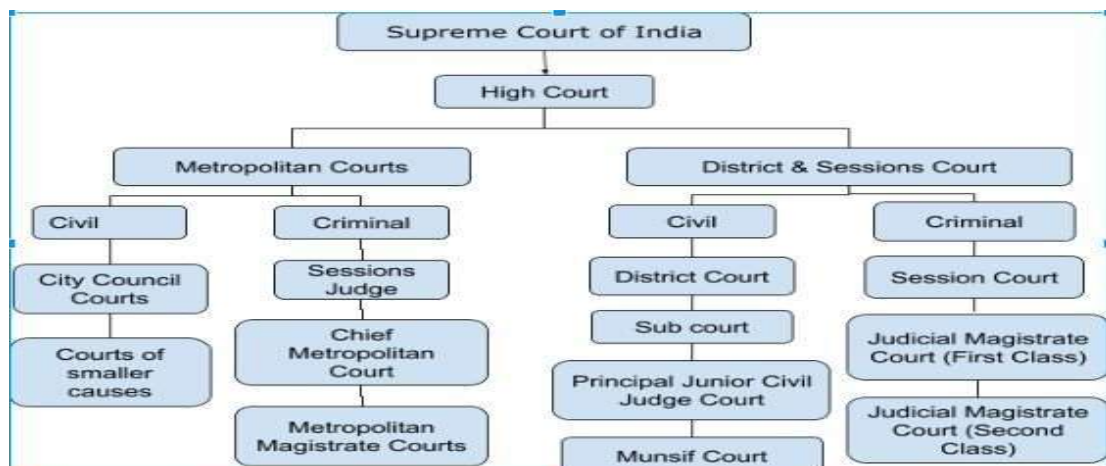 Supreme Court of India
High Court
Metropolitan Courts
District & Sessions Court
Civil
Criminal
Civil
Criminal
City Council
Courts
Sessions
Judge
District Court
Session Court
Courts of
smaller
causes
Chief
Metropolitan
Court
Sub court
Judicial Magistrate
Court (First Class)
Principal Junior Civil
Judge Court
Metropolitan
Magistrate Courts
Judicial Magistrate
Court (Second
Class)
Munsif Court